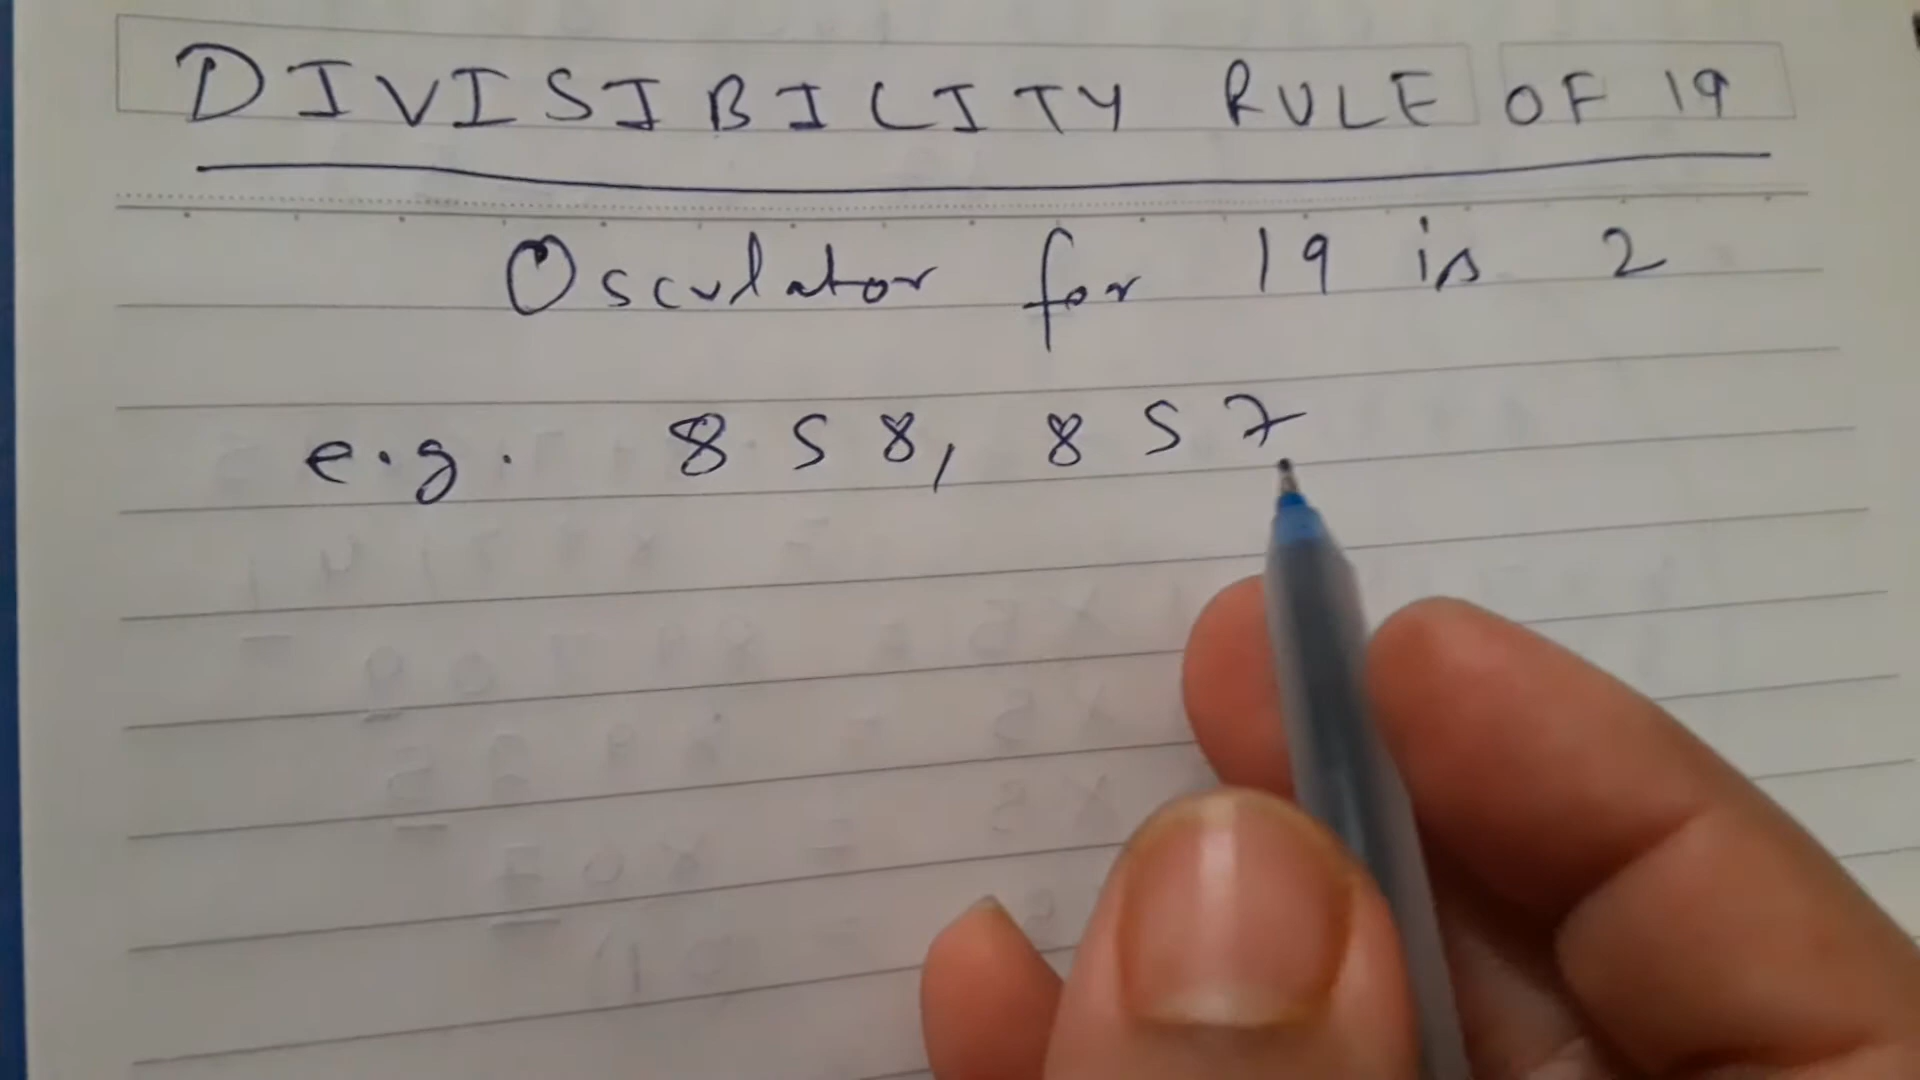 DIVISIBILITY RULE OF 19
Osculator for 19 is 2
e.g. 858,857